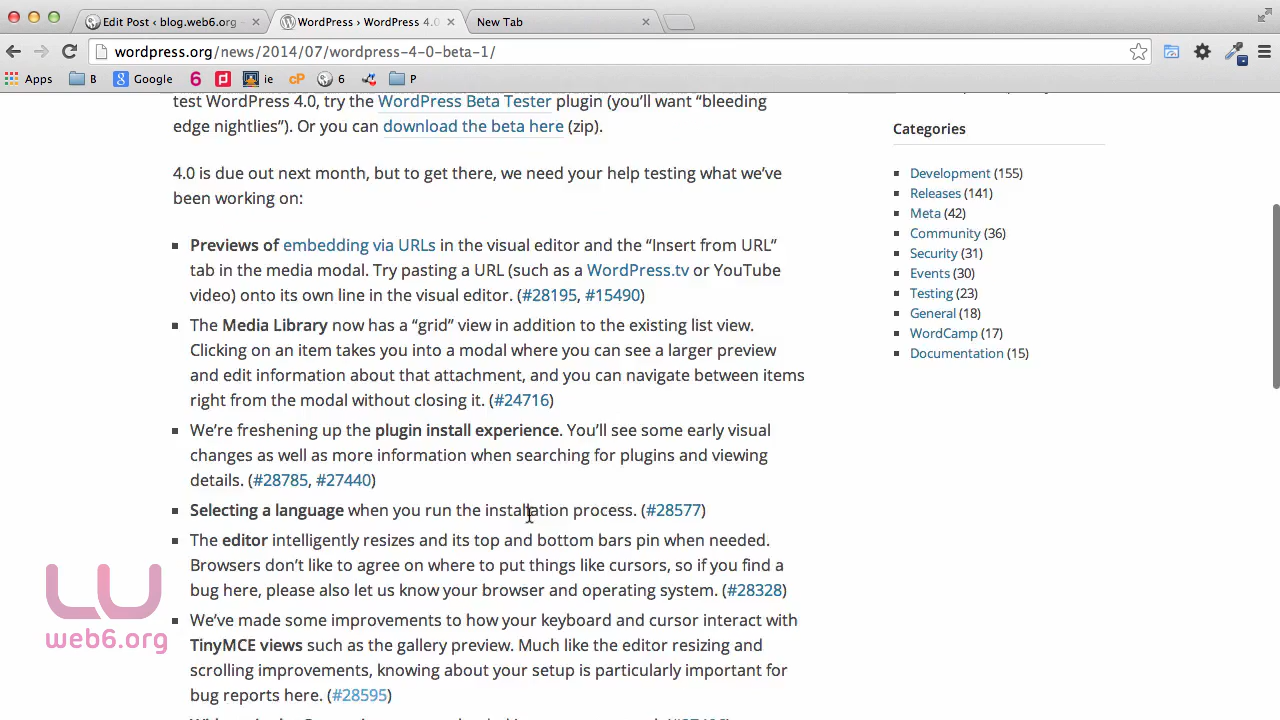 Edit Post ‹ blog.web6.org
WordPress › WordPress 4.0
New Tab
wordpress.org/news/2014/07/wordpress-4-0-beta-1/
Apps B Google 6 ie cP 6 P
test WordPress 4.0, try the WordPress Beta Tester plugin (you’ll want “bleeding
edge nightlies”). Or you can download the beta here (zip).
4.0 is due out next month, but to get there, we need your help testing what we’ve
been working on:
Previews of embedding via URLs in the visual editor and the “Insert from URL”
tab in the media modal. Try pasting a URL (such as a WordPress.tv or YouTube
video) onto its own line in the visual editor. (#28195, #15490)
The Media Library now has a “grid” view in addition to the existing list view.
Clicking on an item takes you into a modal where you can see a larger preview
and edit information about that attachment, and you can navigate between items
right from the modal without closing it. (#24716)
We’re freshening up the plugin install experience. You’ll see some early visual
changes as well as more information when searching for plugins and viewing
details. (#28785, #27440)
Selecting a language when you run the installation process. (#28577)
The editor intelligently resizes and its top and bottom bars pin when needed.
Browsers don’t like to agree on where to put things like cursors, so if you find a
bug here, please also let us know your browser and operating system. (#28328)
We’ve made some improvements to how your keyboard and cursor interact with
TinyMCE views such as the gallery preview. Much like the editor resizing and
scrolling improvements, knowing about your setup is particularly important for
bug reports here. (#28595)
Categories
Development (155)
Releases (141)
Meta (42)
Community (36)
Security (31)
Events (30)
Testing (23)
General (18)
WordCamp (17)
Documentation (15)
web6.org